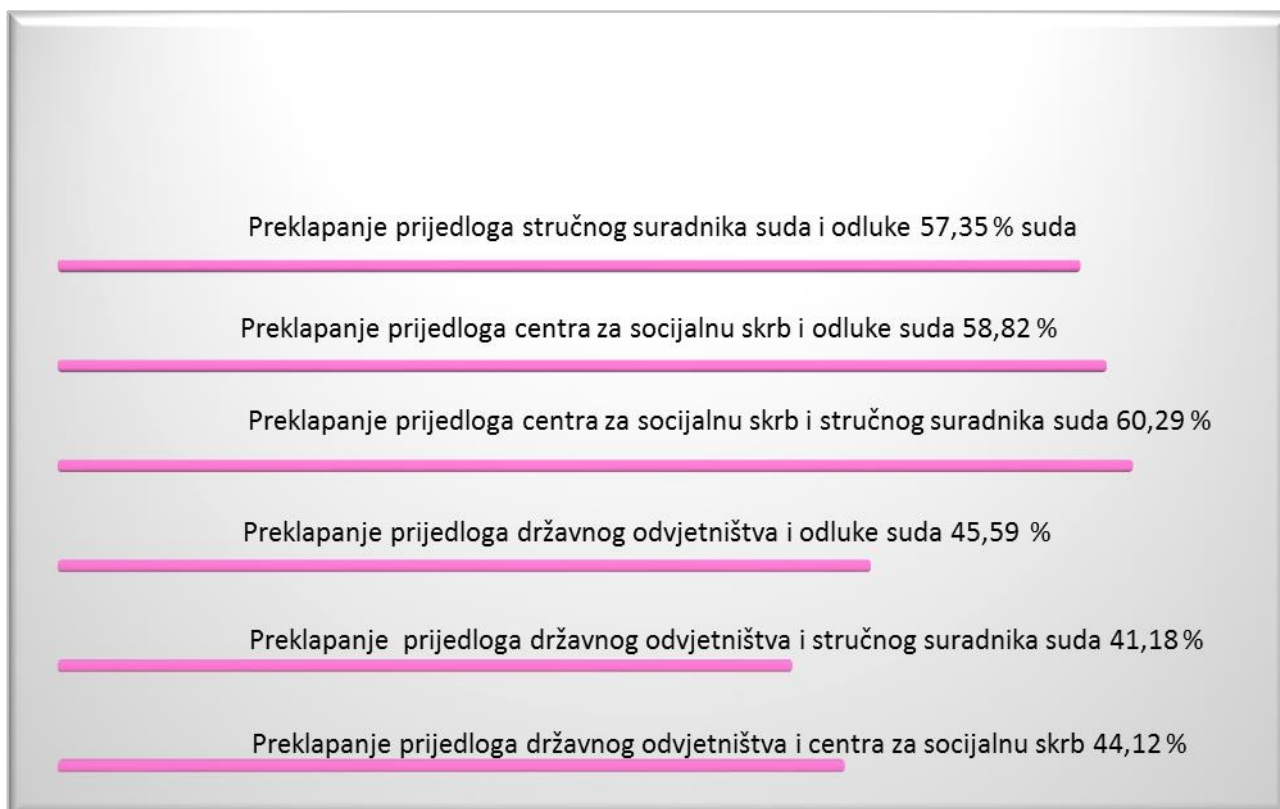 Preklapanje prijedloga stručnog suradnika suda i odluke 57,35 % suda
Preklapanje prijedloga centra za socijalnu skrb i odluke suda 58,82 %
Preklapanje prijedloga centra za socijalnu skrb i stručnog suradnika suda 60,29 %
Preklapanje prijedloga državnog odvjetništva i odluke suda 45,59 %
Preklapanje prijedloga državnog odvjetništva i stručnog suradnika suda 41,18 %
Preklapanje prijedloga državnog odvjetništva i centra za socijalnu skrb 44,12 %